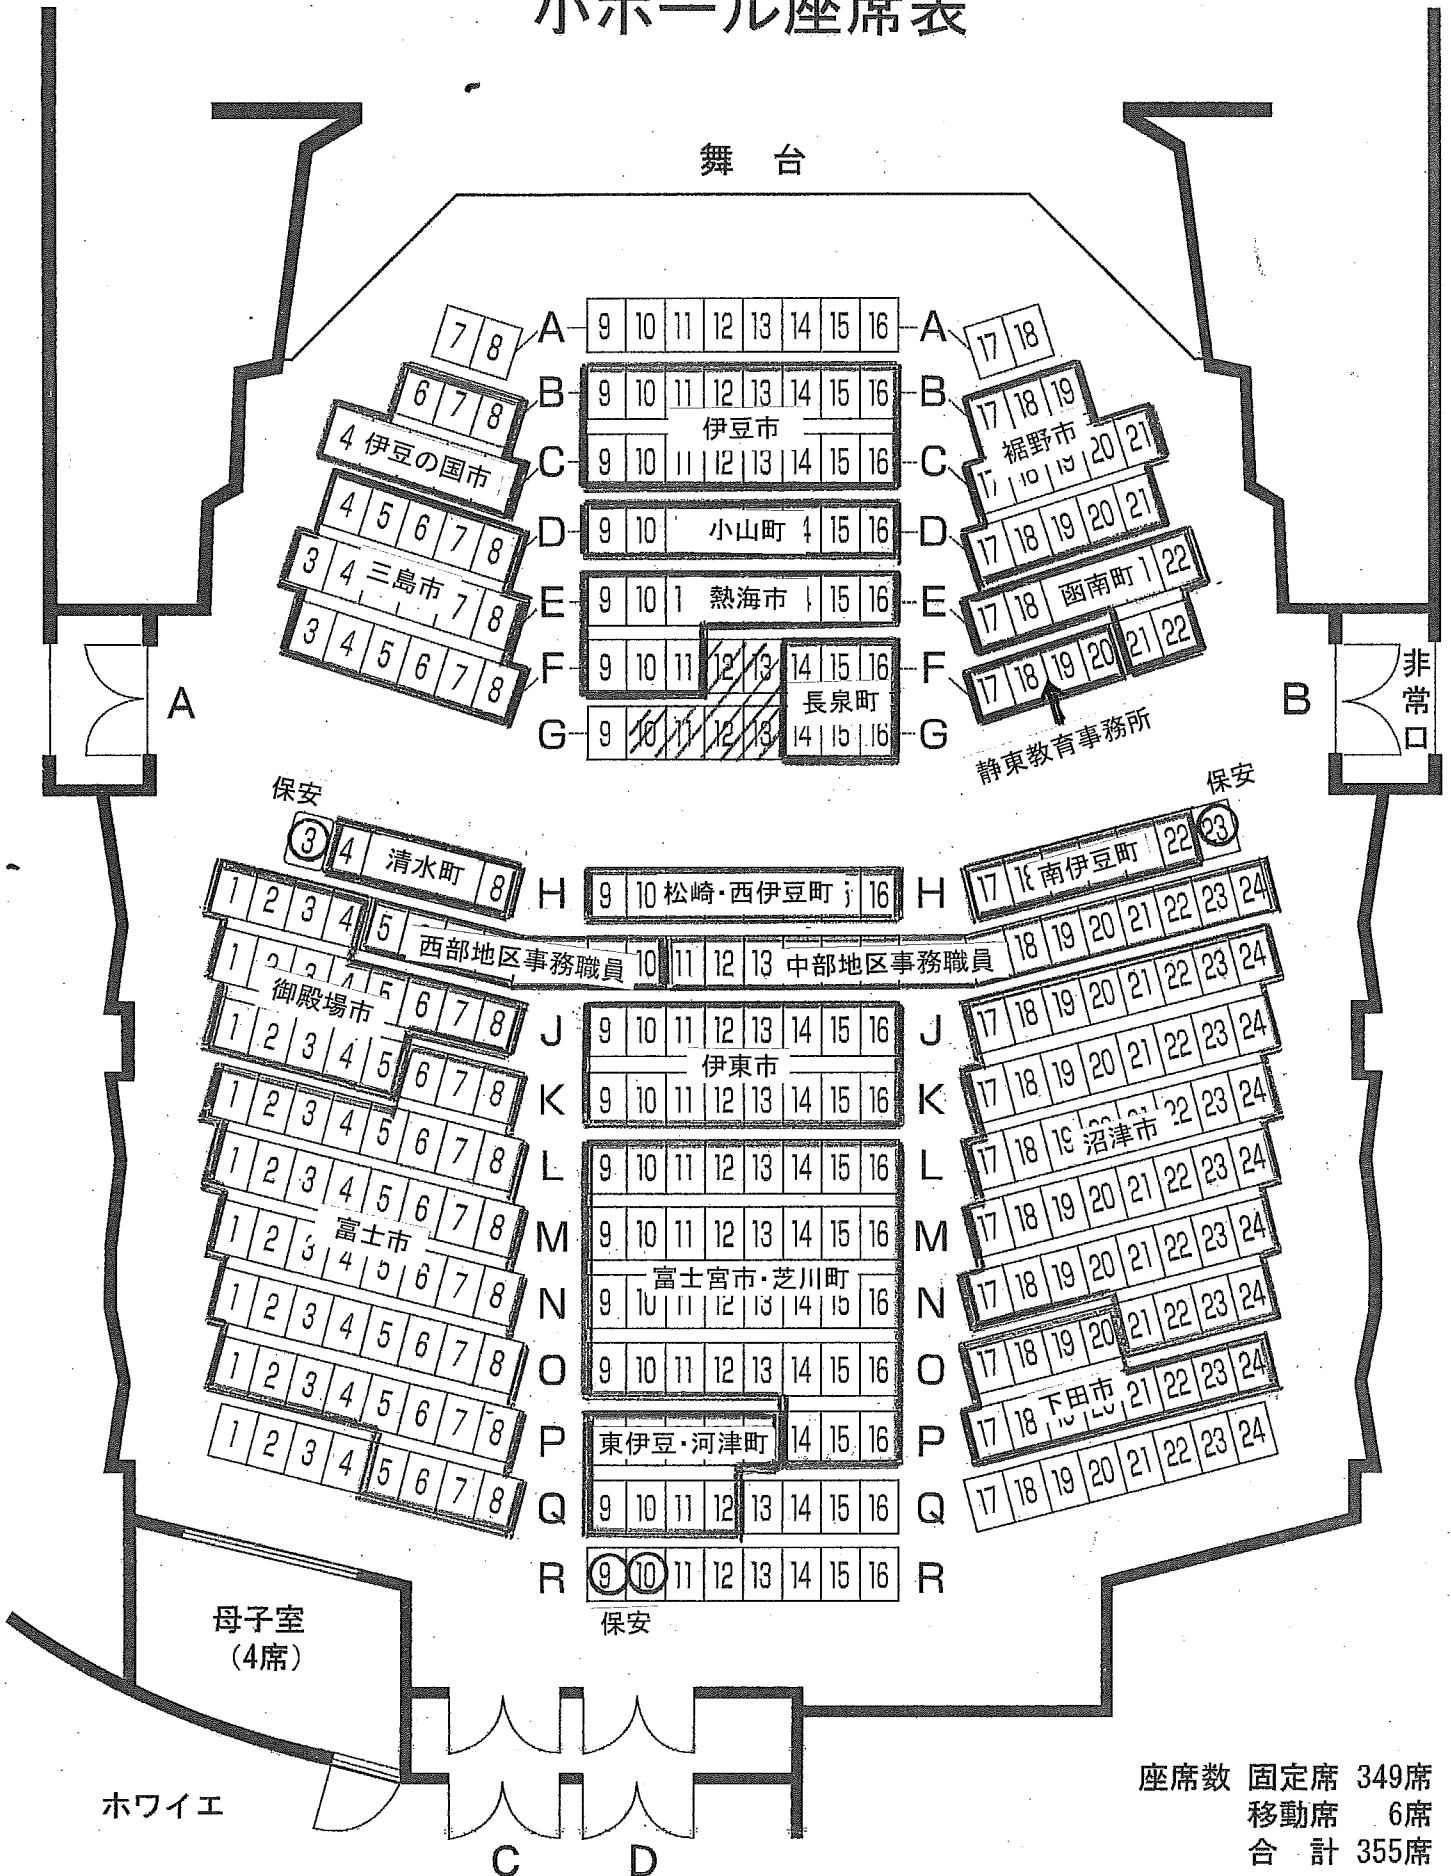 小ホール座席表
舞 台
7 8 A 9 10 11 12 13 14 15 16 A 17 18
6 7 8 B 9 10 11 12 13 14 15 16 B 17 18 19
伊豆市
裾野市
4 伊豆の国市 C 9 10 11 12 13 14 15 16 C 17 18 19 20 21
4 5 6 7 8 D 9 10 小山町 15 16 D 17 18 19 20 21
3 4 三島市 7 8 E 9 10 1 熱海市 15 16 E 17 18 函南町 22
3 4 5 6 7 8 F 9 10 11 12 13 14 15 16 F 17 18 19 20 21 22
長泉町
G 9 10 11 12 13 14 15 16 G
静東教育事務所
A
B
非常口
保安
保安
3 4 清水町 8 H 9 10 松崎・西伊豆町 16 H 17 18 南伊豆町 22 23
1 2 3 4 5 西部地区事務職員 10 11 12 13 中部地区事務職員 18 19 20 21 22 23 24
1 2 3 4 5 6 7 8 J 9 10 11 12 13 14 15 16 J 17 18 19 20 21 22 23 24
御殿場市
伊東市
1 2 3 4 5 6 7 8 K 9 10 11 12 13 14 15 16 K 17 18 19 20 21 22 23 24
1 2 3 4 5 6 7 8 L 9 10 11 12 13 14 15 16 L 17 18 19 22 23 24
沼津市
1 2 3 4 5 6 7 8 M 9 10 11 12 13 14 15 16 M 17 18 19 20 21 22 23 24
富士市
富士宮市・芝川町
1 2 3 4 5 6 7 8 N 9 10 11 12 13 14 15 16 N 17 18 19 20 21 22 23 24
1 2 3 4 5 6 7 8 O 9 10 11 12 13 14 15 16 O 17 18 19 20 21 22 23 24
下田市
1 2 3 4 5 6 7 8 P 東伊豆・河津町 14 15 16 P 17 18 21 22 23 24
1 2 3 4 5 6 7 8 Q 9 10 11 12 13 14 15 16 Q 17 18 19 20 21 22 23 24
R 9 10 11 12 13 14 15 16 R
保安
母子室
(4席)
ホワイエ
C D
座席数 固定席 349席
移動席 6席
合 計 355席